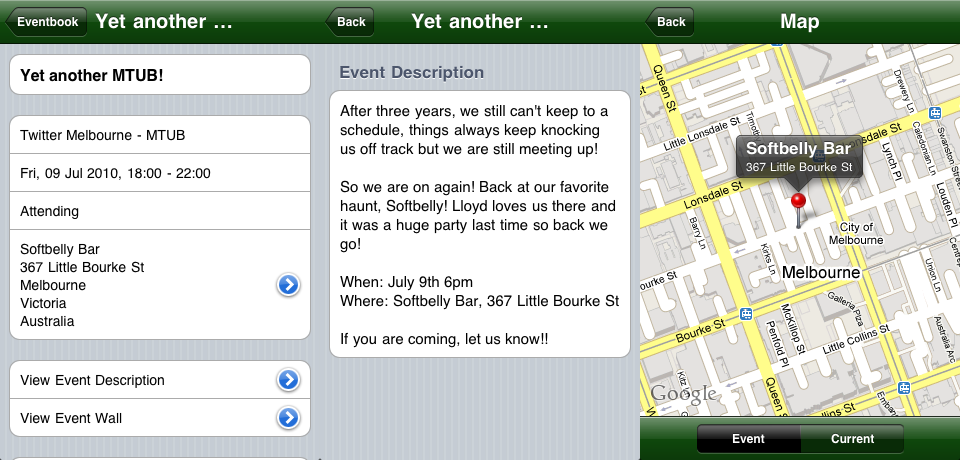 Eventbook
Yet another ...
Yet another MTUB!
Twitter Melbourne - MTUB
Fri, 09 Jul 2010, 18:00 - 22:00
Attending
Softbelly Bar
367 Little Bourke St
Melbourne
Victoria
Australia
View Event Description
View Event Wall
Back
Yet another ...
Event Description
After three years, we still can't keep to a
schedule, things always keep knocking
us off track but we are still meeting up!
So we are on again! Back at our favorite
haunt, Softbelly! Lloyd loves us there and
it was a huge party last time so back we
go!
When: July 9th 6pm
Where: Softbelly Bar, 367 Little Bourke St
If you are coming, let us know!!
Back
Map
Queen St
Drewery Ln
Little Lonsdale St
Caledonian Ln
Swanston Street
Lynch Pl
Lonsdale St
Softbelly Bar
367 Little Bourke St
Louden Pl
Lonsdale St
Barry Ln
City of
Melbourne
Kirks Ln
Melbourne
Union Ln
ourke St
Galleria Plza
McKillop St
Penfold Pl
Bourke St
Little Collins St
Australia Arc
Kitz
Queen St
Google
llins St
Event
Current